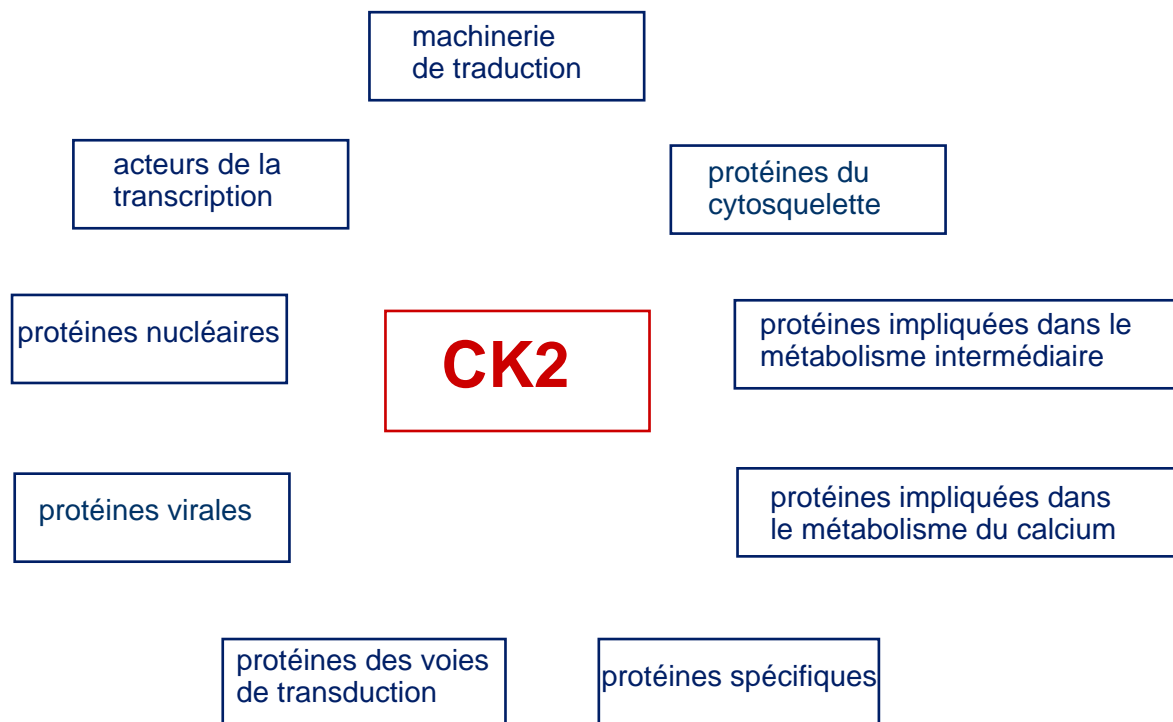 machinerie
de traduction
acteurs de la
transcription
protéines du
cytosquelette
protéines nucléaires
CK2
protéines impliquées dans le
métabolisme intermédiaire
protéines virales
protéines impliquées dans
le métabolisme du calcium
protéines des voies
de transduction
protéines spécifiques